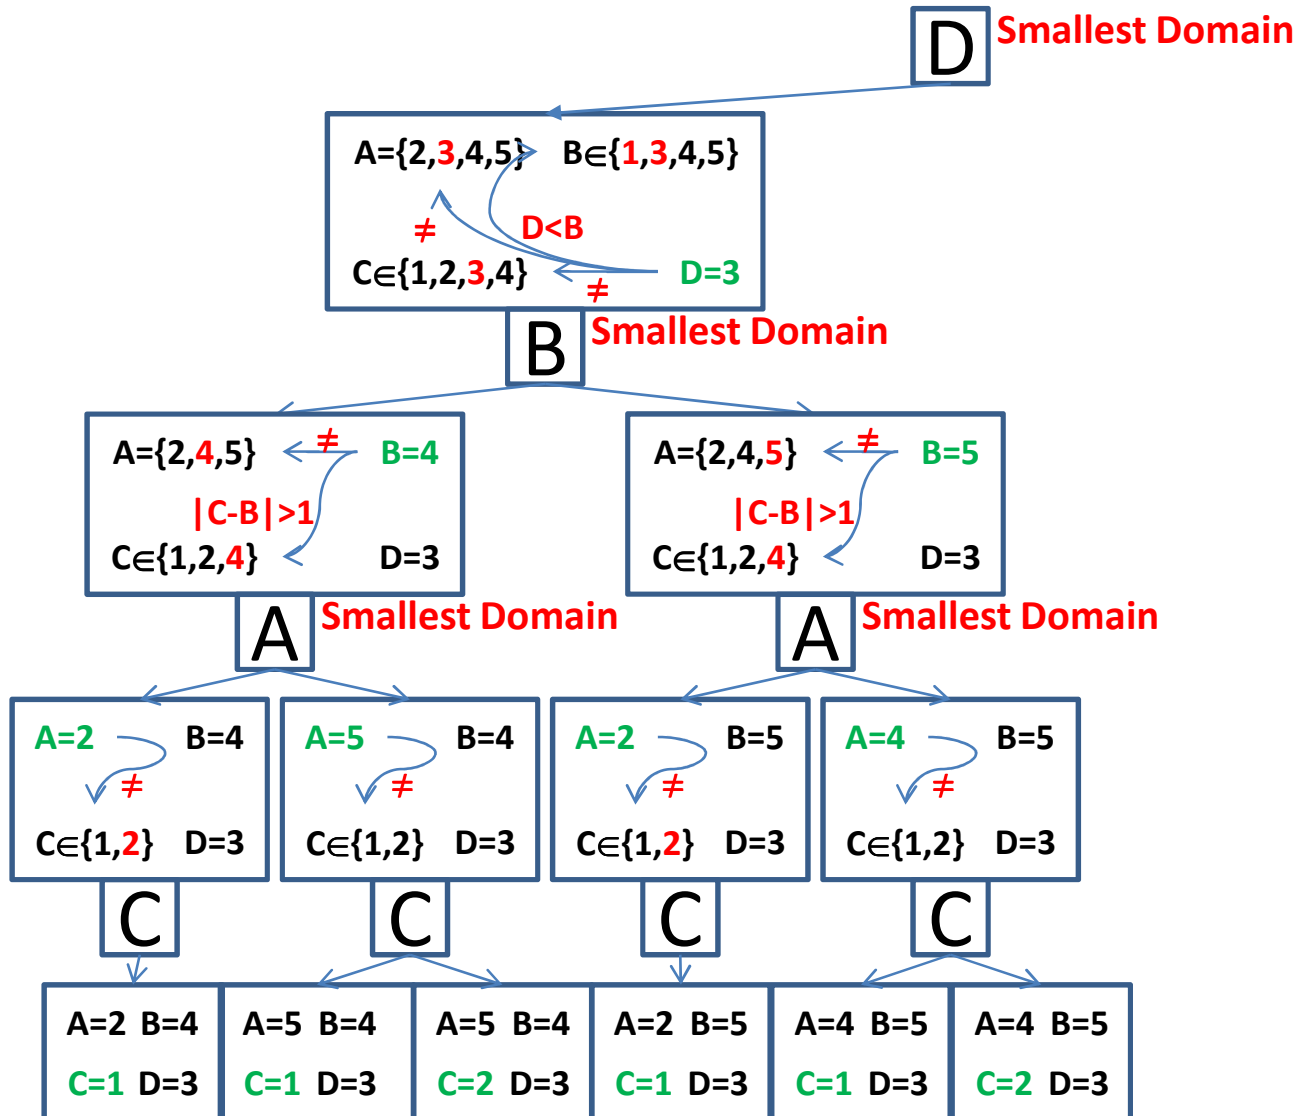 D Smallest Domain
A={2,3,4,5} B∈{1,3,4,5}
≠ D<B
C∈{1,2,3,4} ≠ D=3
B Smallest Domain
A={2,4,5} ≠ B=4
|C-B|>1
C∈{1,2,4} D=3
A={2,4,5} ≠ B=5
|C-B|>1
C∈{1,2,4} D=3
A Smallest Domain
A Smallest Domain
A=2 B=4
≠
C∈{1,2} D=3
A=5 B=4
≠
C∈{1,2} D=3
A=2 B=5
≠
C∈{1,2} D=3
A=4 B=5
≠
C∈{1,2} D=3
C
C
C
C
A=2 B=4
C=1 D=3
A=5 B=4
C=1 D=3
A=5 B=4
C=2 D=3
A=2 B=5
C=1 D=3
A=4 B=5
C=1 D=3
A=4 B=5
C=2 D=3